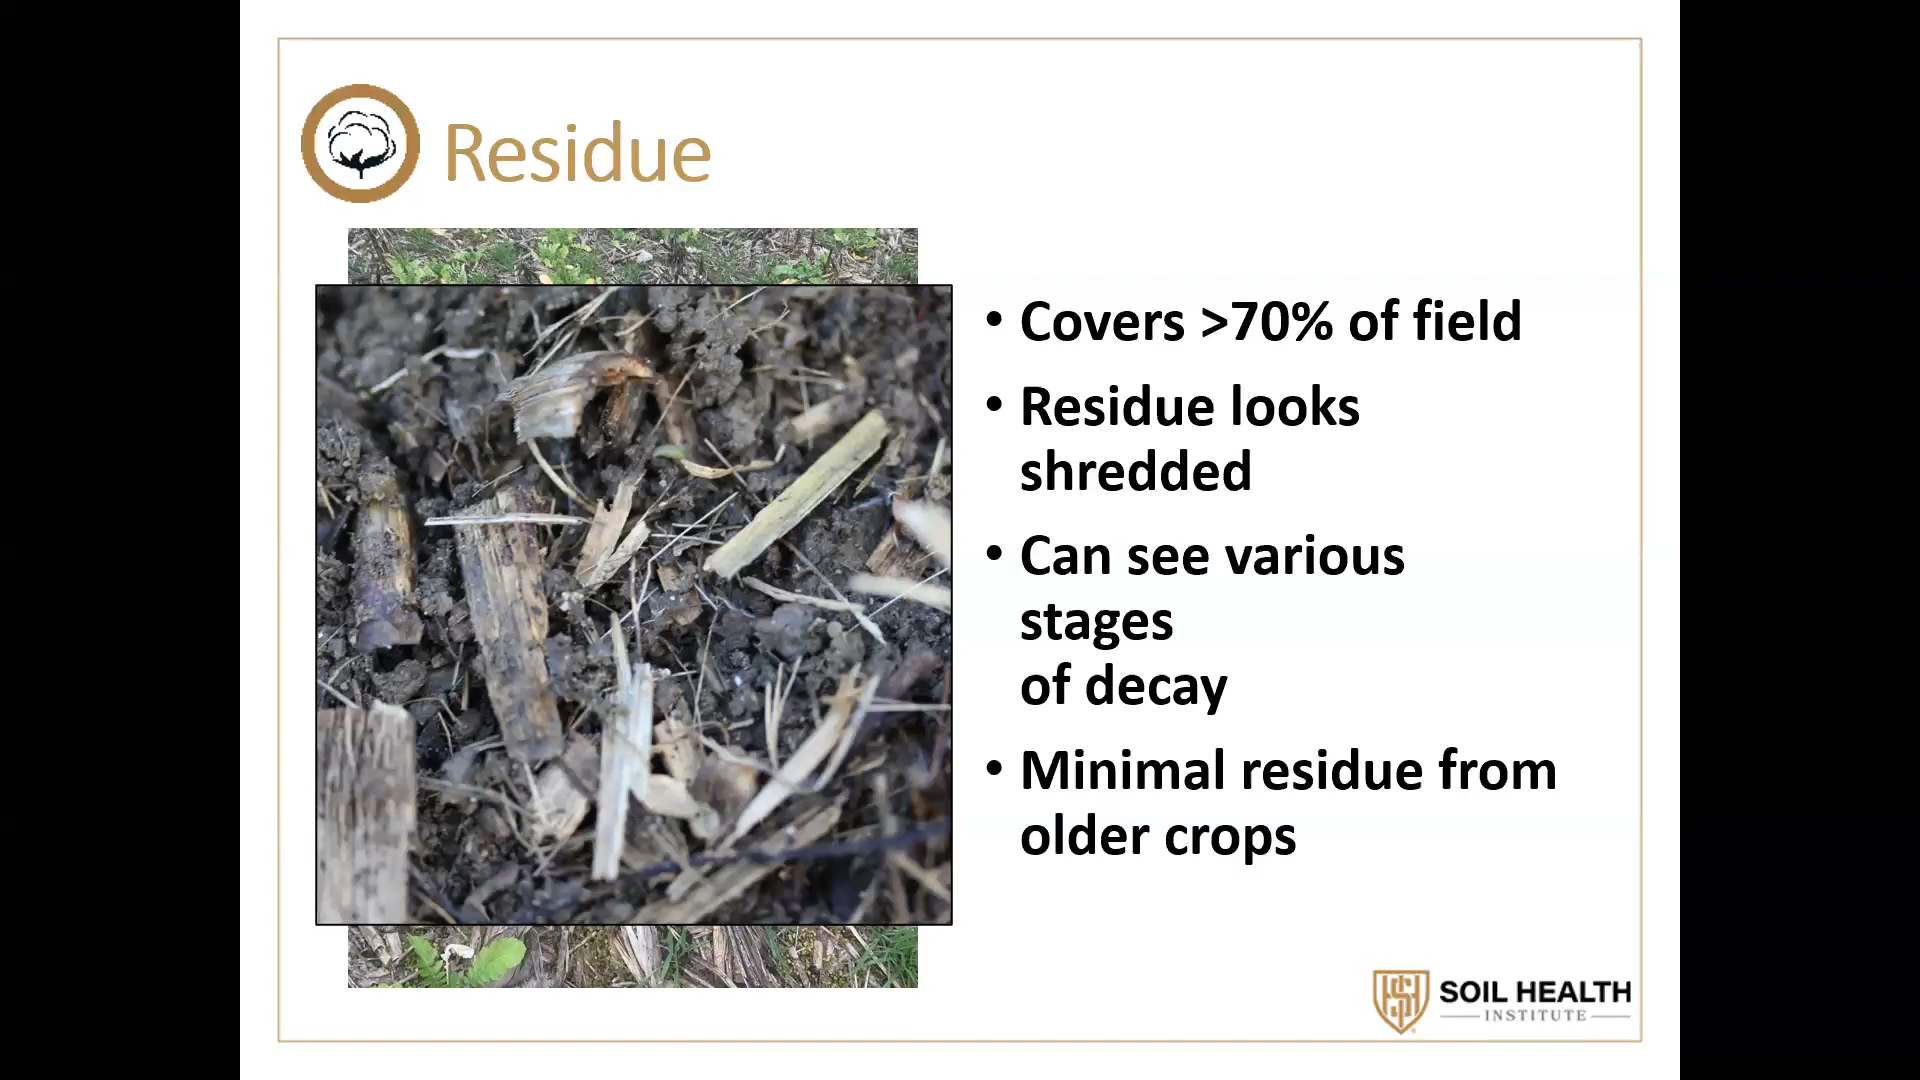 Residue
• Covers >70% of field
• Residue looks
shredded
• Can see various
stages
of decay
• Minimal residue from
older crops
SOIL HEALTH
INSTITUTE